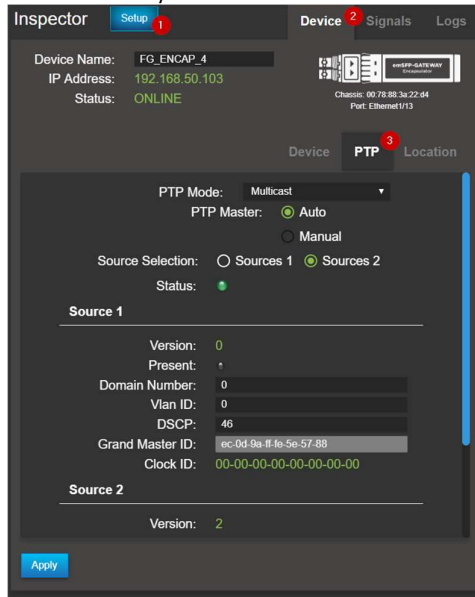 Inspector Setup 1 Device 2 Signals Logs
Device Name: FG_ENCAP_4
IP Address: 192.168.50.103
Status: ONLINE
emSFP-GATEWAY
Encapsulator
Chassis: 00:78:88:3a:22:d4
Port: Ethernet1/13
Device PTP 3 Location
PTP Mode: Multicast
PTP Master: Auto
Manual
Source Selection: Sources 1 Sources 2
Status:
Source 1
Version: 0
Present:
Domain Number: 0
Vlan ID: 0
DSCP: 46
Grand Master ID: ec-0d-9a-ff-fe-5e-57-88
Clock ID: 00-00-00-00-00-00-00-00
Source 2
Version: 2
Apply